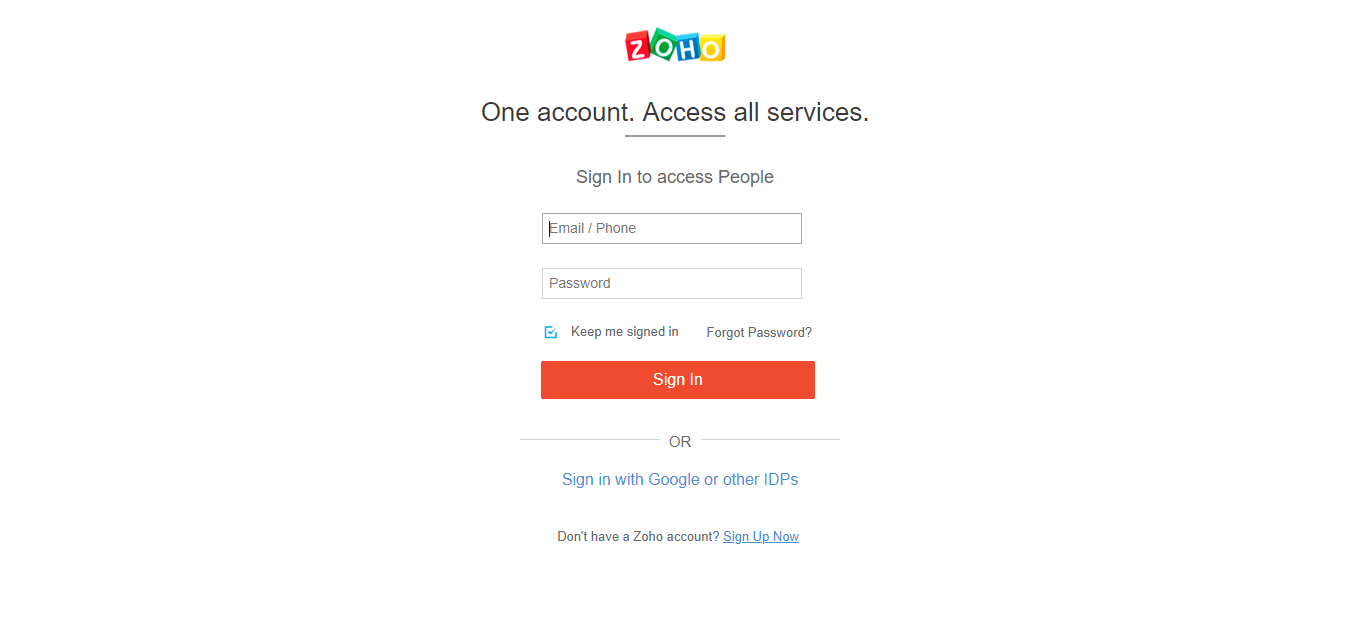 ZOHO
One account. Access all services.
Sign In to access People
Email / Phone
Password
Keep me signed in Forgot Password?
Sign In
OR
Sign in with Google or other IDPs
Don't have a Zoho account? Sign Up Now